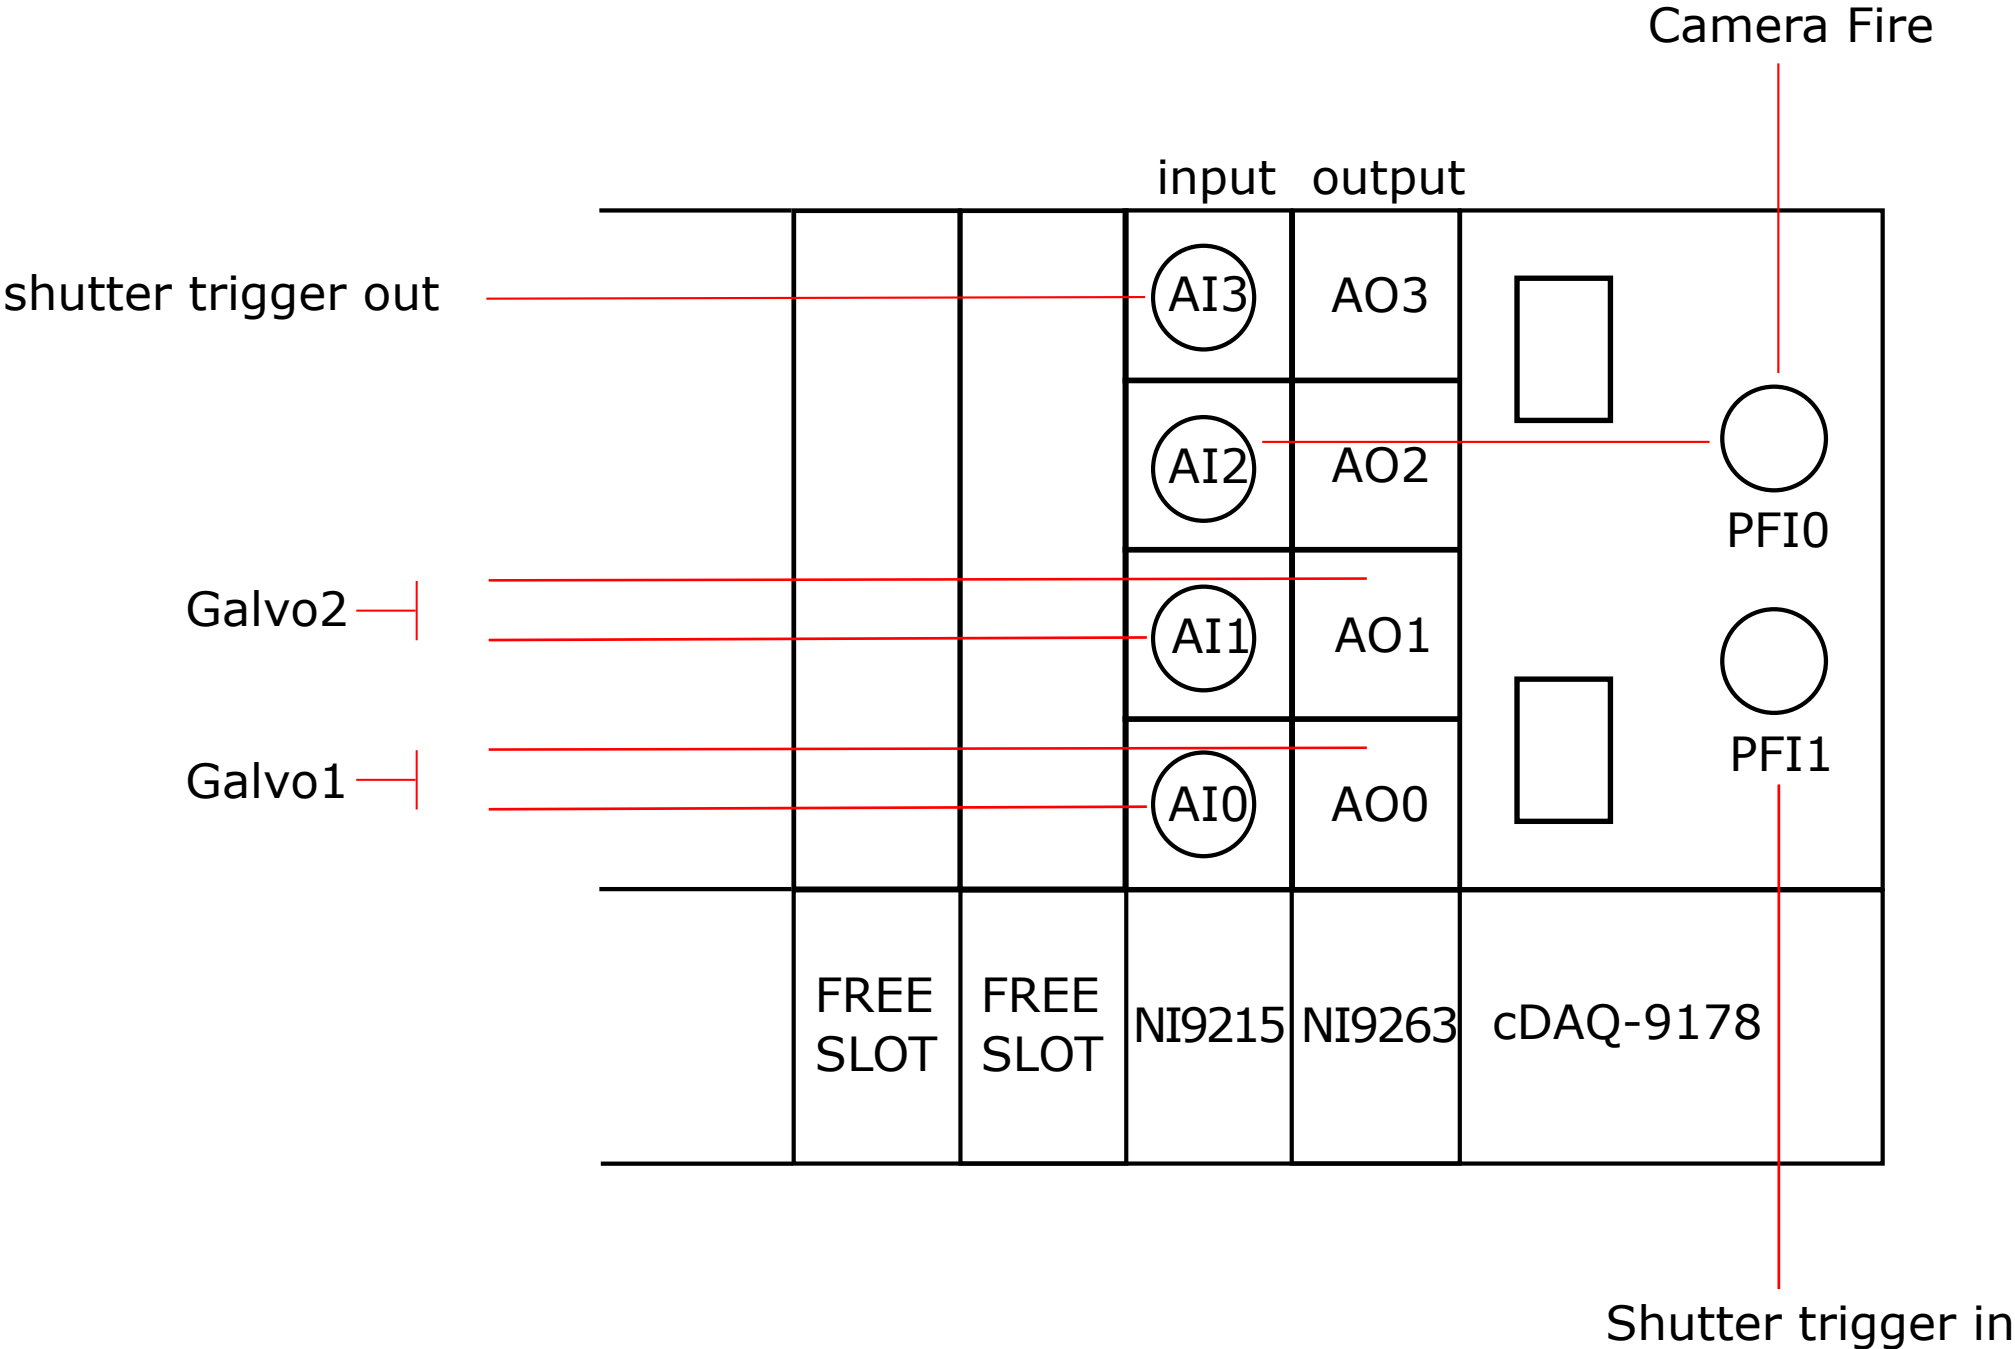 Camera Fire
input output
shutter trigger out
AI3 AO3
AI2 AO2
PFI0
Galvo2
AI1 AO1
PFI1
Galvo1
AI0 AO0
FREE
SLOT
FREE
SLOT
NI9215
NI9263
cDAQ-9178
Shutter trigger in